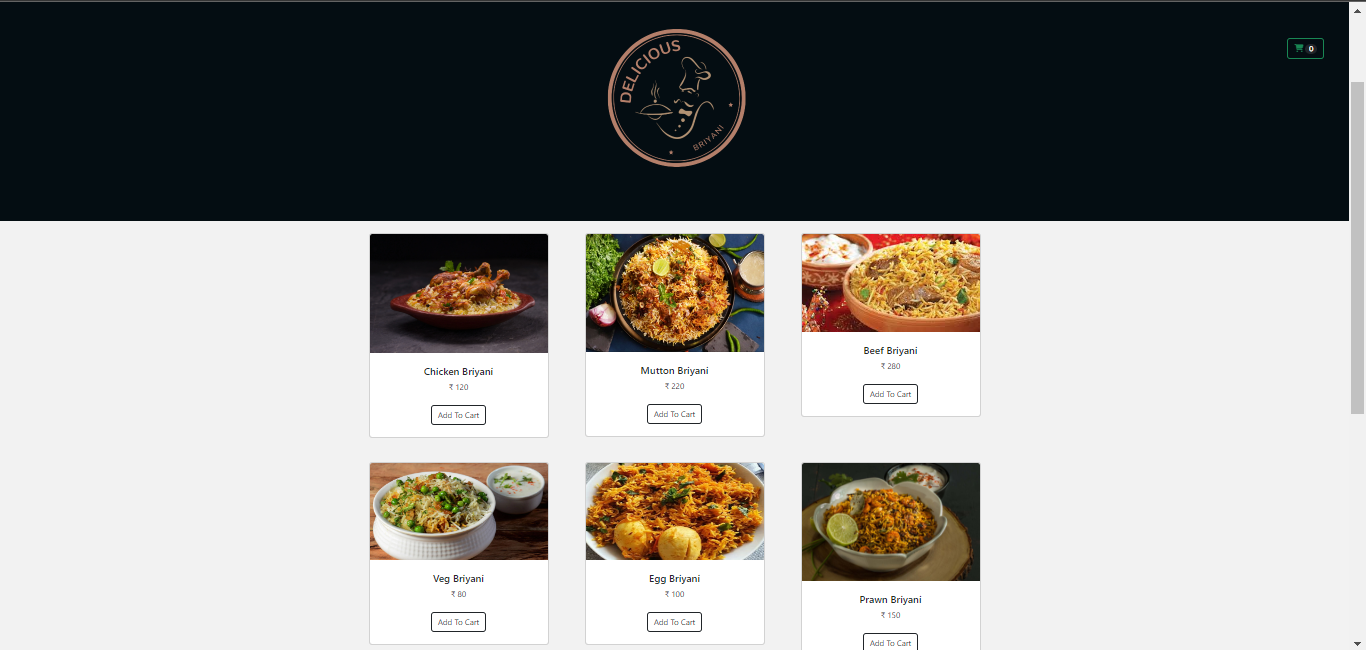 DELICIOUS
BRIYANI
0
Chicken Briyani
₹ 120
Add To Cart
Mutton Briyani
₹ 220
Add To Cart
Beef Briyani
₹ 280
Add To Cart
Veg Briyani
₹ 80
Add To Cart
Egg Briyani
₹ 100
Add To Cart
Prawn Briyani
₹ 150
Add To Cart